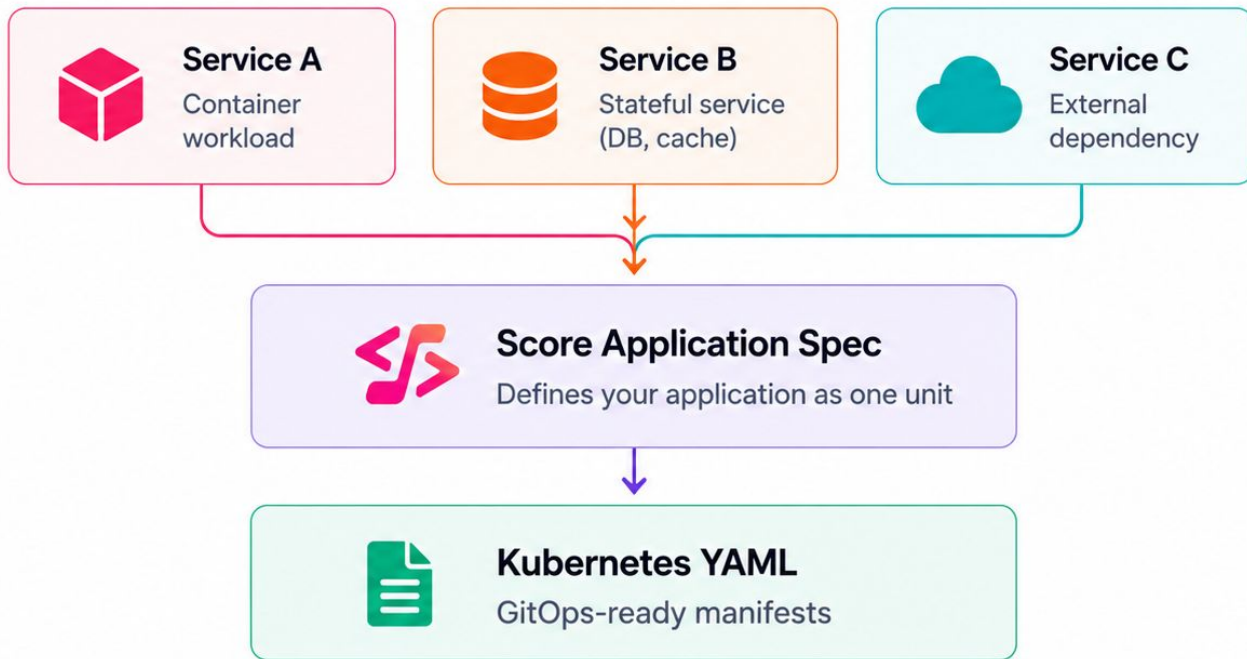 Service A
Container
workload
Service B
Stateful service
(DB, cache)
Service C
External
dependency
Score Application Spec
Defines your application as one unit
Kubernetes YAML
GitOps-ready manifests